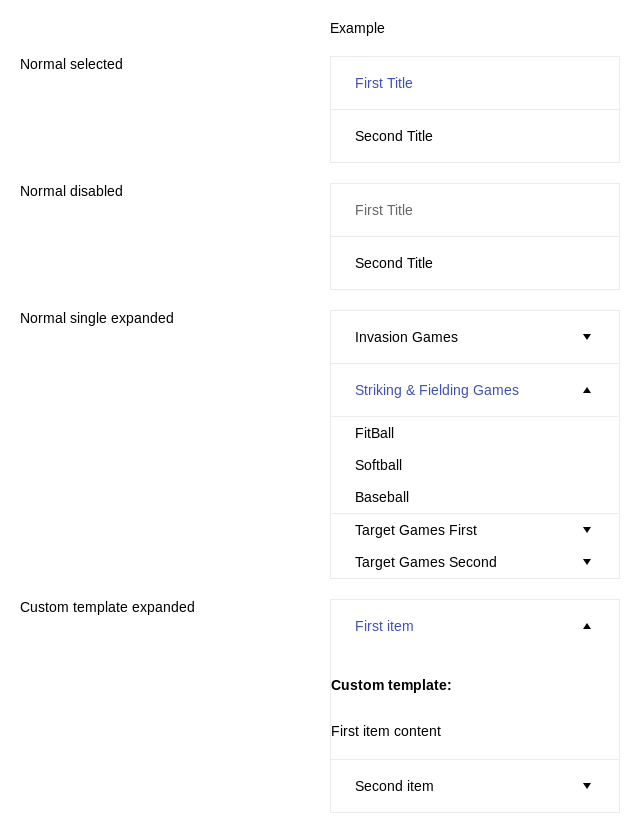 Example
Normal selected
First Title
Second Title
Normal disabled
First Title
Second Title
Normal single expanded
Invasion Games
Striking & Fielding Games
FitBall
Softball
Baseball
Target Games First
Target Games Second
Custom template expanded
First item
Custom template:
First item content
Second item